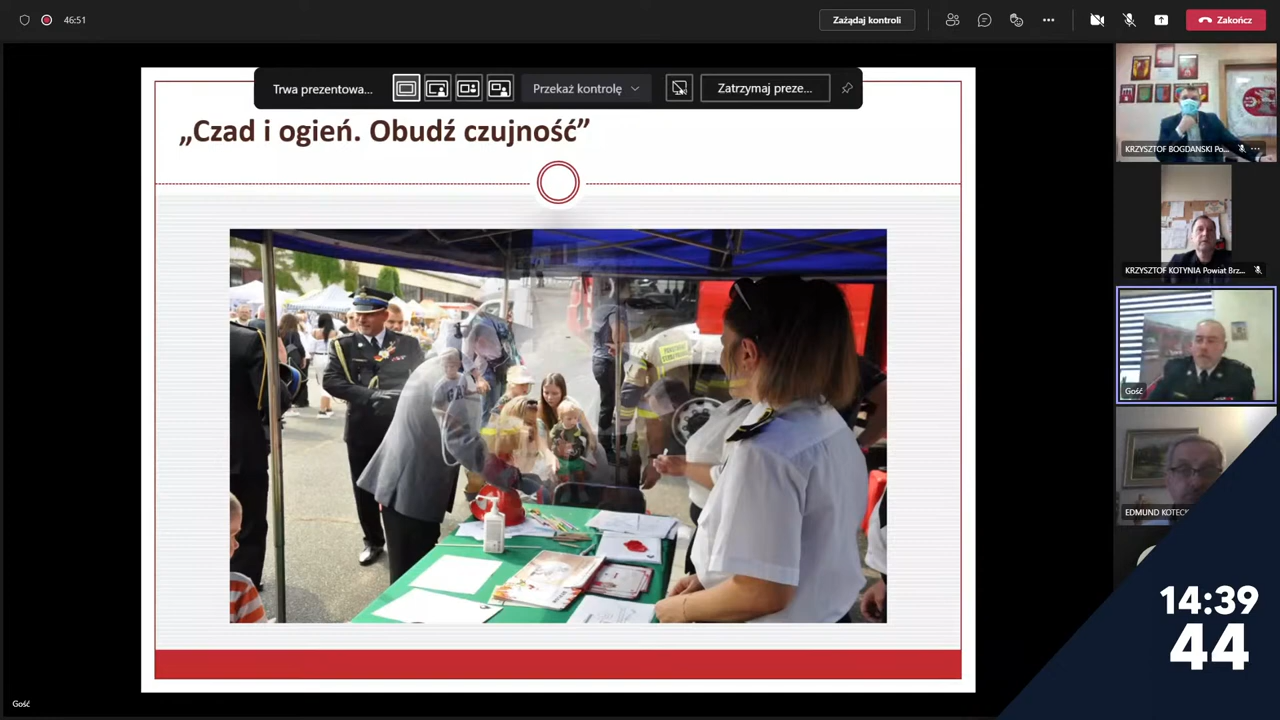 46:51
Zażądaj kontroli
Zakończ
Trwa prezentowa...
Przekaż kontrolę
Zatrzymaj preze...
„Czad i ogień. Obudź czujność”
KRZYSZTOF BOGDANSKI Po...
KRZYSZTOF KOTYNIA Powiat Brz...
Gość
EDMUND KOTECK
14:39
44
Gość